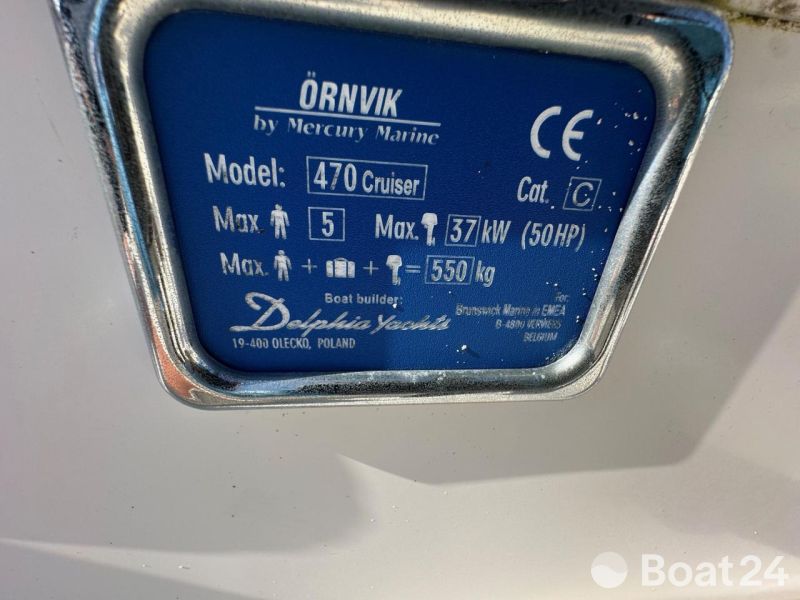 ÖRNVIK
by Mercury Marine
CE
Model: 470 Cruiser
Cat. C
Max. 5 Max. 37 kW (50HP)
Max. + + = 550 kg
Boat builder:
Delphia Yachts
19-400 OLECKO, POLAND
For:
Brunswick Marine in EMEA
B-4800 VERVIERS
BELGIUM
Boat24